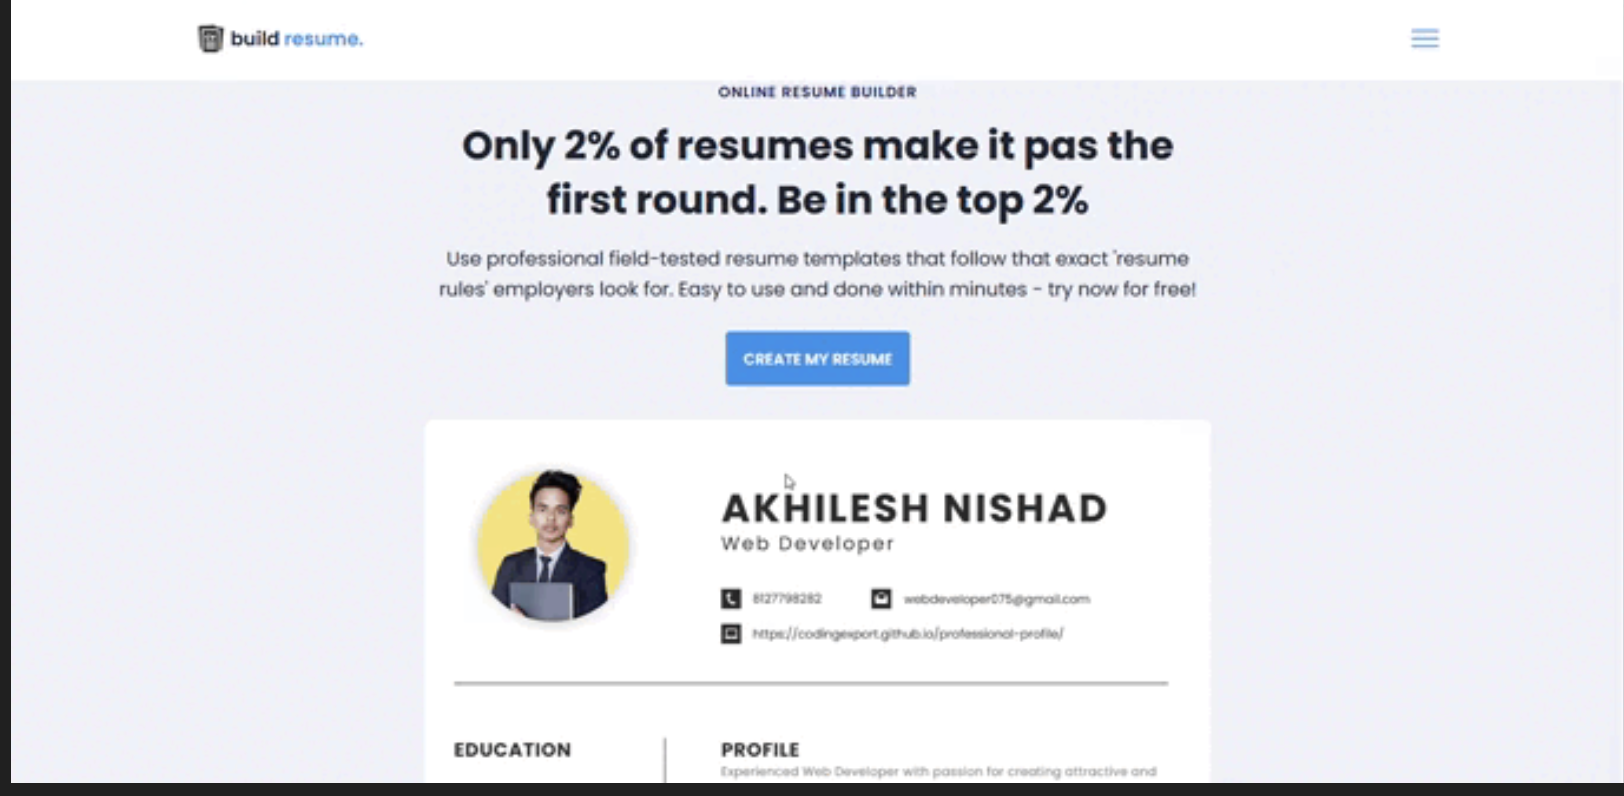 build resume.
ONLINE RESUME BUILDER
Only 2% of resumes make it pas the
first round. Be in the top 2%
Use professional field-tested resume templates that follow that exact 'resume
rules' employers look for. Easy to use and done within minutes - try now for free!
CREATE MY RESUME
AKHILESH NISHAD
Web Developer
8127798282 webdeveloper075@gmail.com
https://codingexport.github.io/professional-profile/
EDUCATION
PROFILE
Experienced Web Developer with passion for creating attractive and